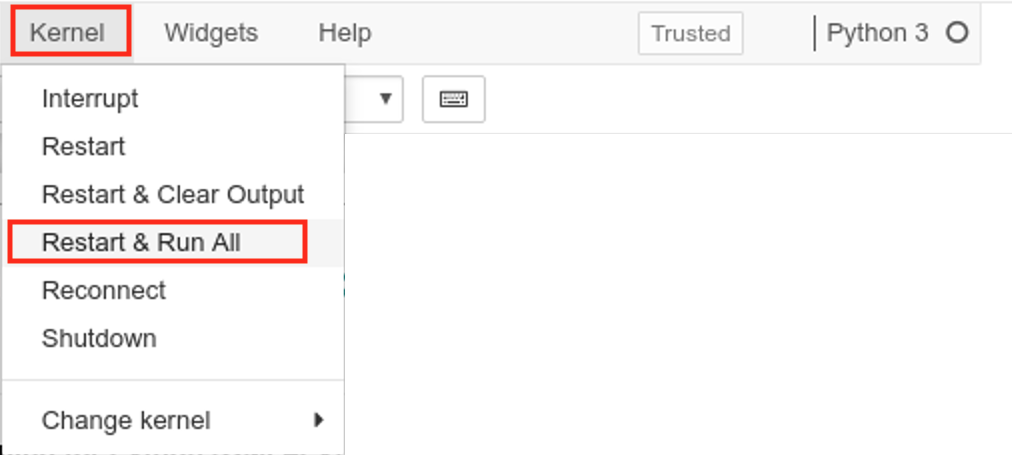 Kernel Widgets Help Trusted Python 3
Interrupt
Restart
Restart & Clear Output
Restart & Run All
Reconnect
Shutdown
Change kernel